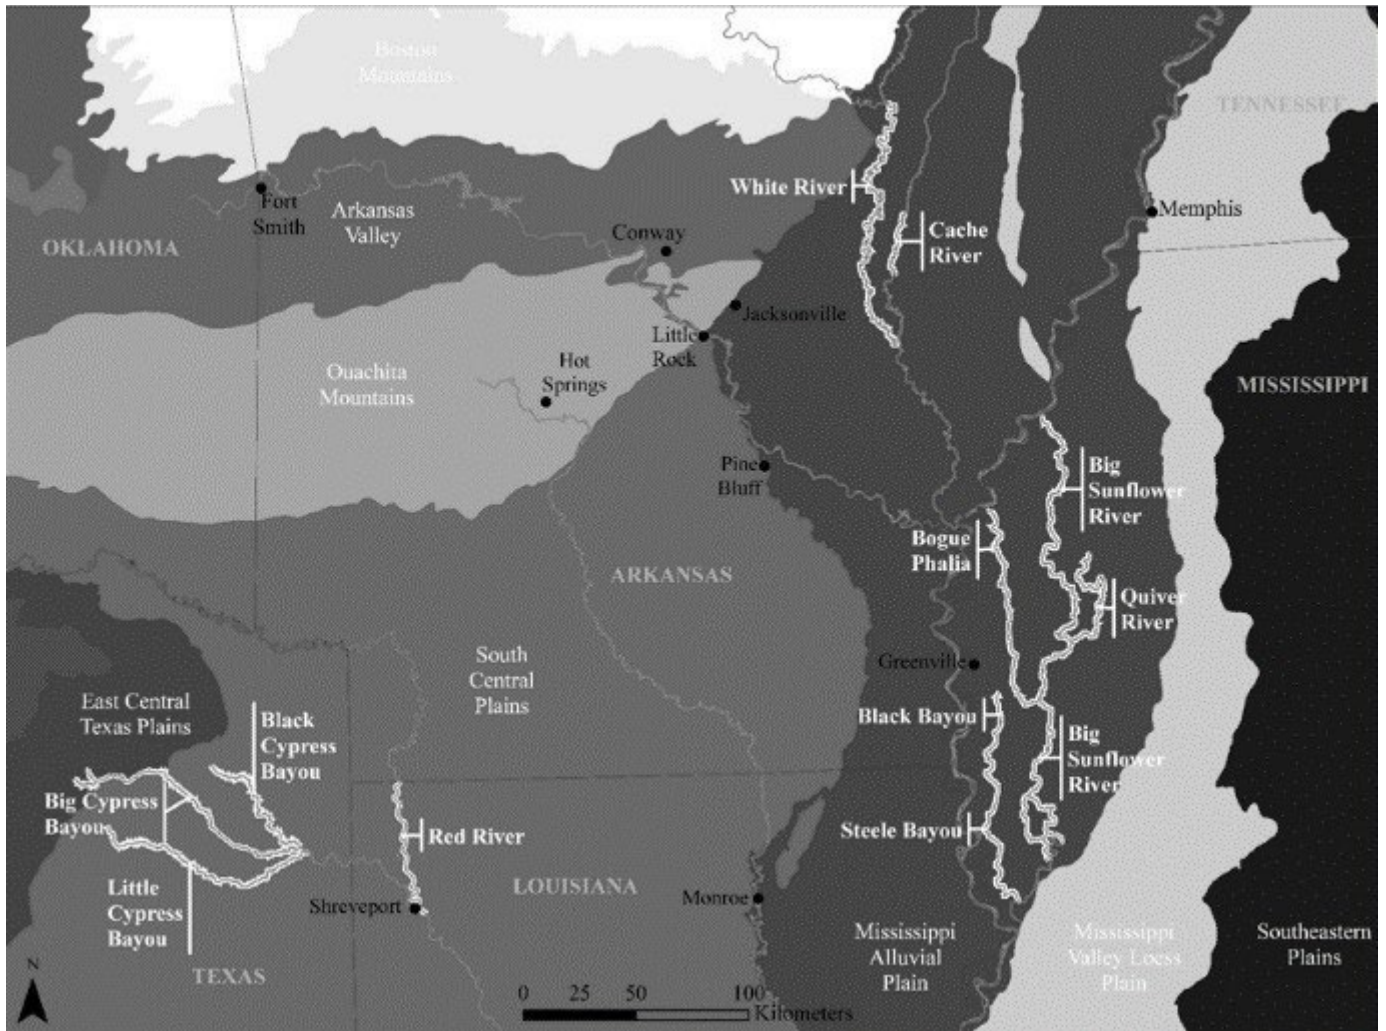 Boston
Mountains
TENNESSEE
White River
Fort
Smith
Arkansas
Valley
Memphis
OKLAHOMA
Conway
Cache
River
Jacksonville
Little
Rock
Hot
Springs
Ouachita
Mountains
MISSISSIPPI
Pine
Bluff
Big
Sunflower
River
Bogue
Phalia
ARKANSAS
Quiver
River
South
Central
Plains
Greenville
East Central
Texas Plains
Black
Cypress
Bayou
Black Bayou
Big
Sunflower
River
Big Cypress
Bayou
Red River
Steele Bayou
Little
Cypress
Bayou
LOUISIANA
Shreveport
Monroe
Mississippi
Alluvial
Plain
Mississippi
Valley Loess
Plain
Southeastern
Plains
TEXAS
N
0 25 50 100
Kilometers